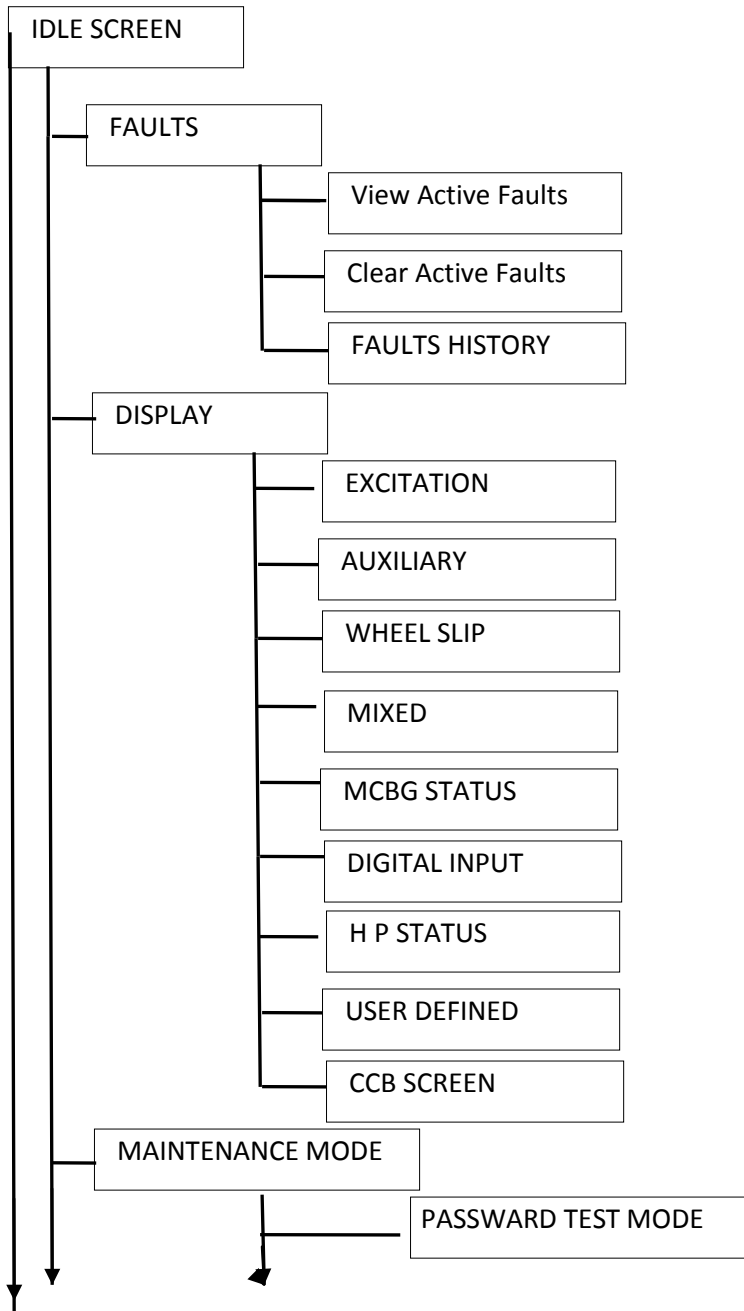 IDLE SCREEN
FAULTS
View Active Faults
Clear Active Faults
FAULTS HISTORY
DISPLAY
EXCITATION
AUXILIARY
WHEEL SLIP
MIXED
MCBG STATUS
DIGITAL INPUT
H P STATUS
USER DEFINED
CCB SCREEN
MAINTENANCE MODE
PASSWARD TEST MODE